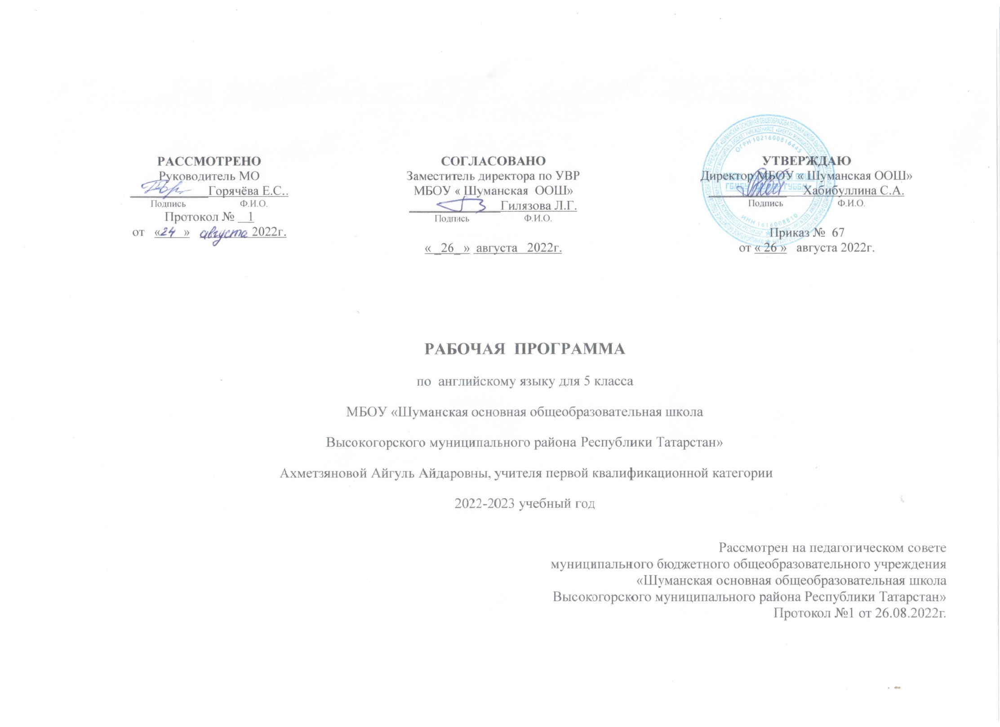 РАССМОТРЕНО
Руководитель МО
Горячёва Е.С..
Подпись Ф.И.О.
Протокол № 1
от «24 » августа 2022г.
СОГЛАСОВАНО
Заместитель директора по УВР
МБОУ « Шуманская ООШ»
Гилязова Л.Г.
Подпись Ф.И.О.
« _26_ » августа 2022г.
УТВЕРЖДАЮ
Директор МБОУ « Шуманская ООШ»
Хабибуллина С.А.
Подпись Ф.И.О.
Приказ № 67
от « 26 » августа 2022г.
ОГРН 1021600816445
ИНН 1616008810
РАБОЧАЯ ПРОГРАММА
по английскому языку для 5 класса
МБОУ «Шуманская основная общеобразовательная школа
Высокогорского муниципального района Республики Татарстан»
Ахметзяновой Айгуль Айдаровны, учителя первой квалификационной категории
2022-2023 учебный год
Рассмотрен на педагогическом совете
муниципального бюджетного общеобразовательного учреждения
«Шуманская основная общеобразовательная школа
Высокогорского муниципального района Республики Татарстан»
Протокол №1 от 26.08.2022г.